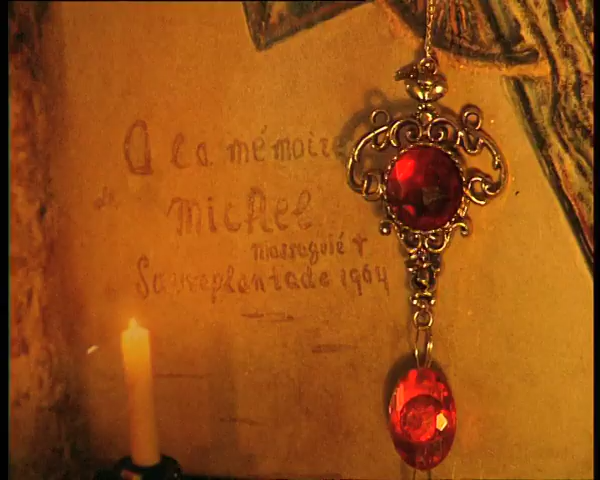 A la mémoire
de
Michel
massaguié &
Sauveplantade 1964